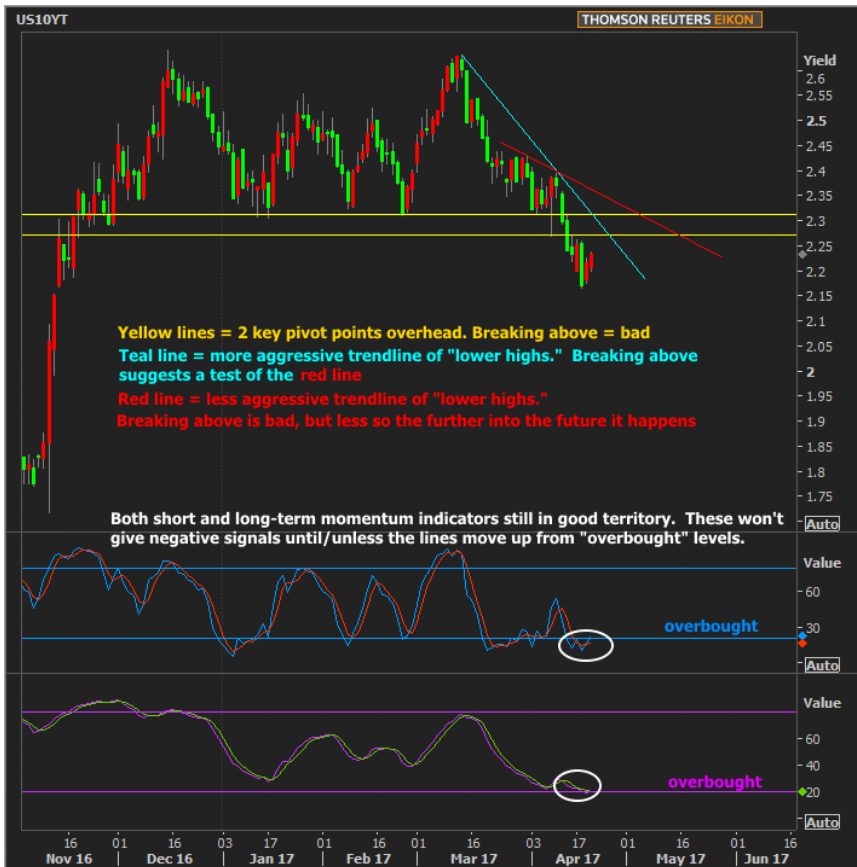 US10YT
THOMSON REUTERS EIKON
Yield
2.6
2.55
2.5
2.45
2.4
2.35
2.3
2.25
2.2
2.15
2.1
2.05
2
1.95
1.9
1.85
1.8
1.75
Auto
Yellow lines = 2 key pivot points overhead. Breaking above = bad
Teal line = more aggressive trendline of "lower highs." Breaking above
suggests a test of the red line
Red line = less aggressive trendline of "lower highs."
Breaking above is bad, but less so the further into the future it happens
Both short and long-term momentum indicators still in good territory. These won't
give negative signals until/unless the lines move up from "overbought" levels.
Value
60
30
overbought
Auto
Value
60
40
20
overbought
Auto
16 01 16 03 17 01 16 01 16 03 17 01 16 01 16
Nov 16 Dec 16 Jan 17 Feb 17 Mar 17 Apr 17 May 17 Jun 17